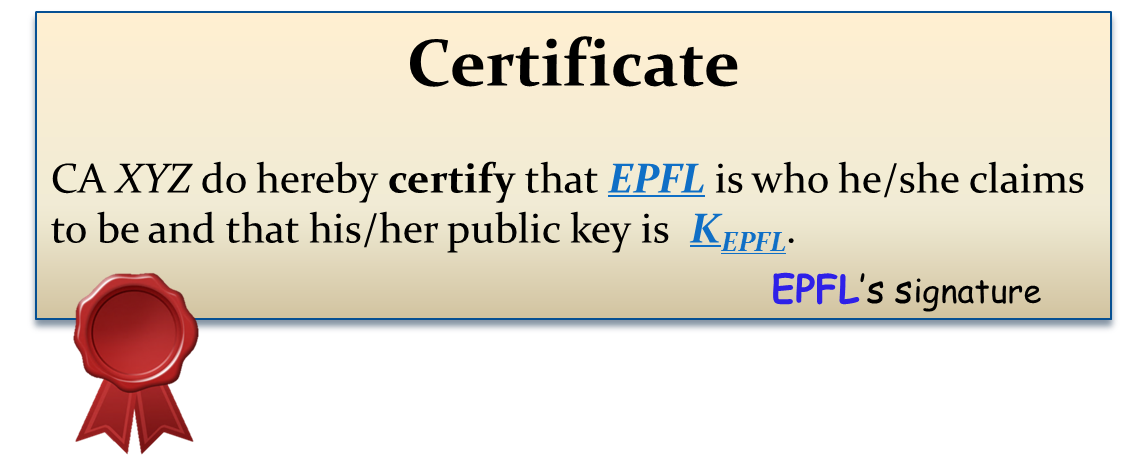 Certificate
CA XYZ do hereby certify that EPFL is who he/she claims
to be and that his/her public key is K_EPFL.
EPFL's signature